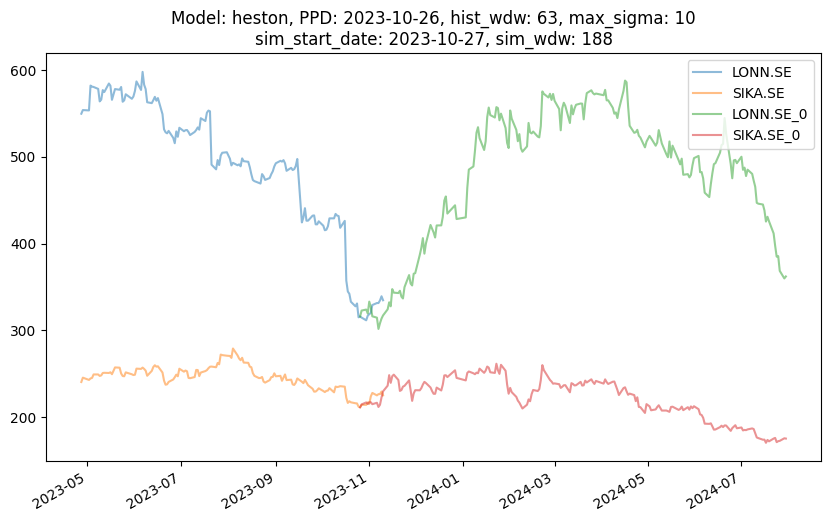 Model: heston, PPD: 2023-10-26, hist_wdw: 63, max_sigma: 10
sim_start_date: 2023-10-27, sim_wdw: 188
LONN.SE
SIKA.SE
LONN.SE_0
SIKA.SE_0
600
500
400
300
200
2023-05
2023-07
2023-09
2023-11
2024-01
2024-03
2024-05
2024-07